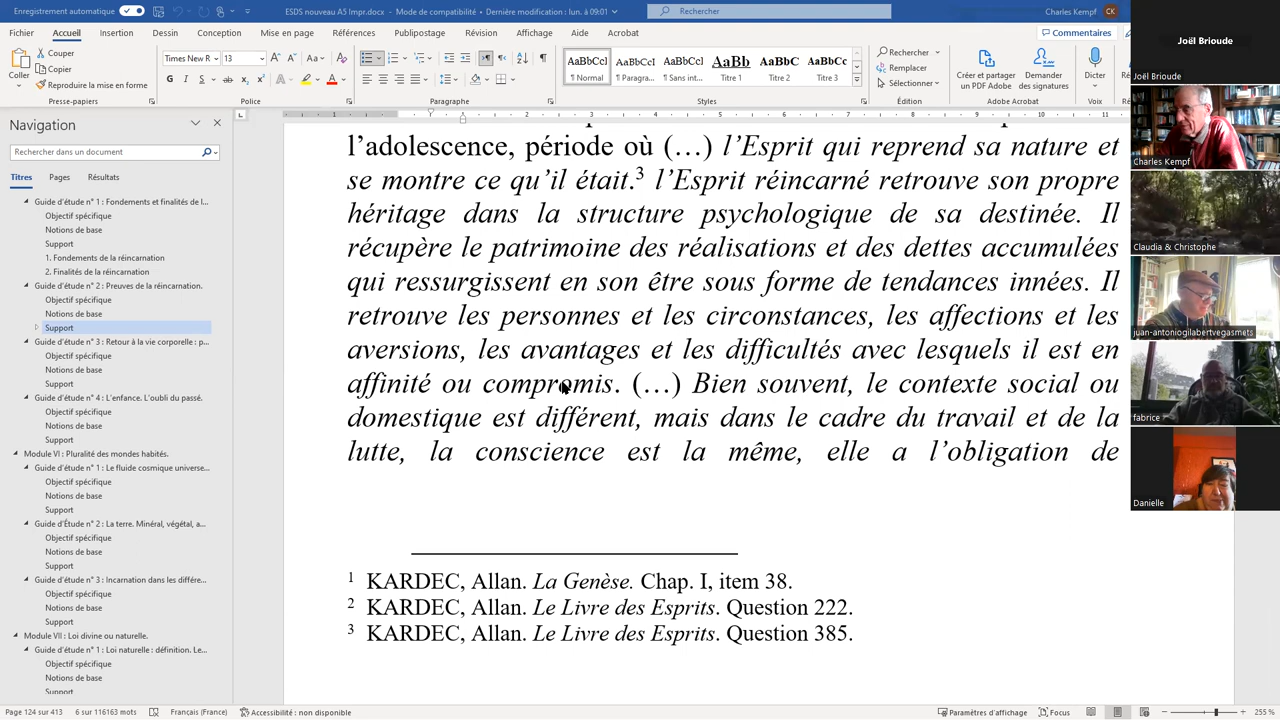 Enregistrement automatique
ESDS nouveau A5 Impr.docx - Mode de compatibilité • Dernière modification : lun. à 09:01
Rechercher
Charles Kempf
CK
Fichier Accueil Insertion Dessin Conception Mise en page Références Publipostage Révision Affichage Aide Acrobat
Commentaires
Coller
Couper
Copier
Reproduire la mise en forme
Presse-papiers
Times New R
13
Police
Paragraphe
AaBbCcI
¶ Normal
AaBbCcl
¶ Paragra...
AaBbCcl
¶ Sans int...
AaBb
Titre 1
AaBbC
Titre 2
AaBbCc
Titre 3
Styles
Rechercher
Remplacer
Sélectionner
Édition
Créer et partager
un PDF Adobe
Demander
des signatures
Adobe Acrobat
Dicter
Voix
Navigation
Rechercher dans un document
Titres Pages Résultats
Guide d'étude n° 1 : Fondements et finalités de l...
Objectif spécifique
Notions de base
Support
1. Fondements de la réincarnation
2. Finalités de la réincarnation
Guide d'étude n° 2 : Preuves de la réincarnation.
Objectif spécifique
Notions de base
Support
Guide d'étude n° 3 : Retour à la vie corporelle : p...
Objectif spécifique
Notions de base
Support
Guide d'étude n° 4 : L'enfance. L'oubli du passé.
Objectif spécifique
Notions de base
Support
Module VI : Pluralité des mondes habités.
Guide d'étude n° 1 : Le fluide cosmique universe...
Objectif spécifique
Notions de base
Support
Guide d'Étude n° 2 : La terre. Minéral, végétal, a...
Objectif spécifique
Notions de base
Support
Guide d'étude n° 3 : Incarnation dans les différe...
Objectif spécifique
Notions de base
Support
Module VII : Loi divine ou naturelle.
Guide d'étude n° 1 : Loi naturelle : définition. Le...
Objectif spécifique
Notions de base
Support
l'adolescence, période où (…) l'Esprit qui reprend sa nature et
se montre ce qu'il était.3 l'Esprit réincarné retrouve son propre
héritage dans la structure psychologique de sa destinée. Il
récupère le patrimoine des réalisations et des dettes accumulées
qui ressurgissent en son être sous forme de tendances innées. Il
retrouve les personnes et les circonstances, les affections et les
aversions, les avantages et les difficultés avec lesquels il est en
affinité ou compromis. (…) Bien souvent, le contexte social ou
domestique est différent, mais dans le cadre du travail et de la
lutte, la conscience est la même, elle a l'obligation de
1 KARDEC, Allan. La Genèse. Chap. I, item 38.
2 KARDEC, Allan. Le Livre des Esprits. Question 222.
3 KARDEC, Allan. Le Livre des Esprits. Question 385.
Joël Brioude
Joël Brioude
Charles Kempf
Claudia & Christophe
juan-antoniogilabertvegasmets
fabrice
Danielle
Page 124 sur 413 6 sur 116163 mots Français (France) Accessibilité : non disponible
Paramètres d'affichage Focus 255 %